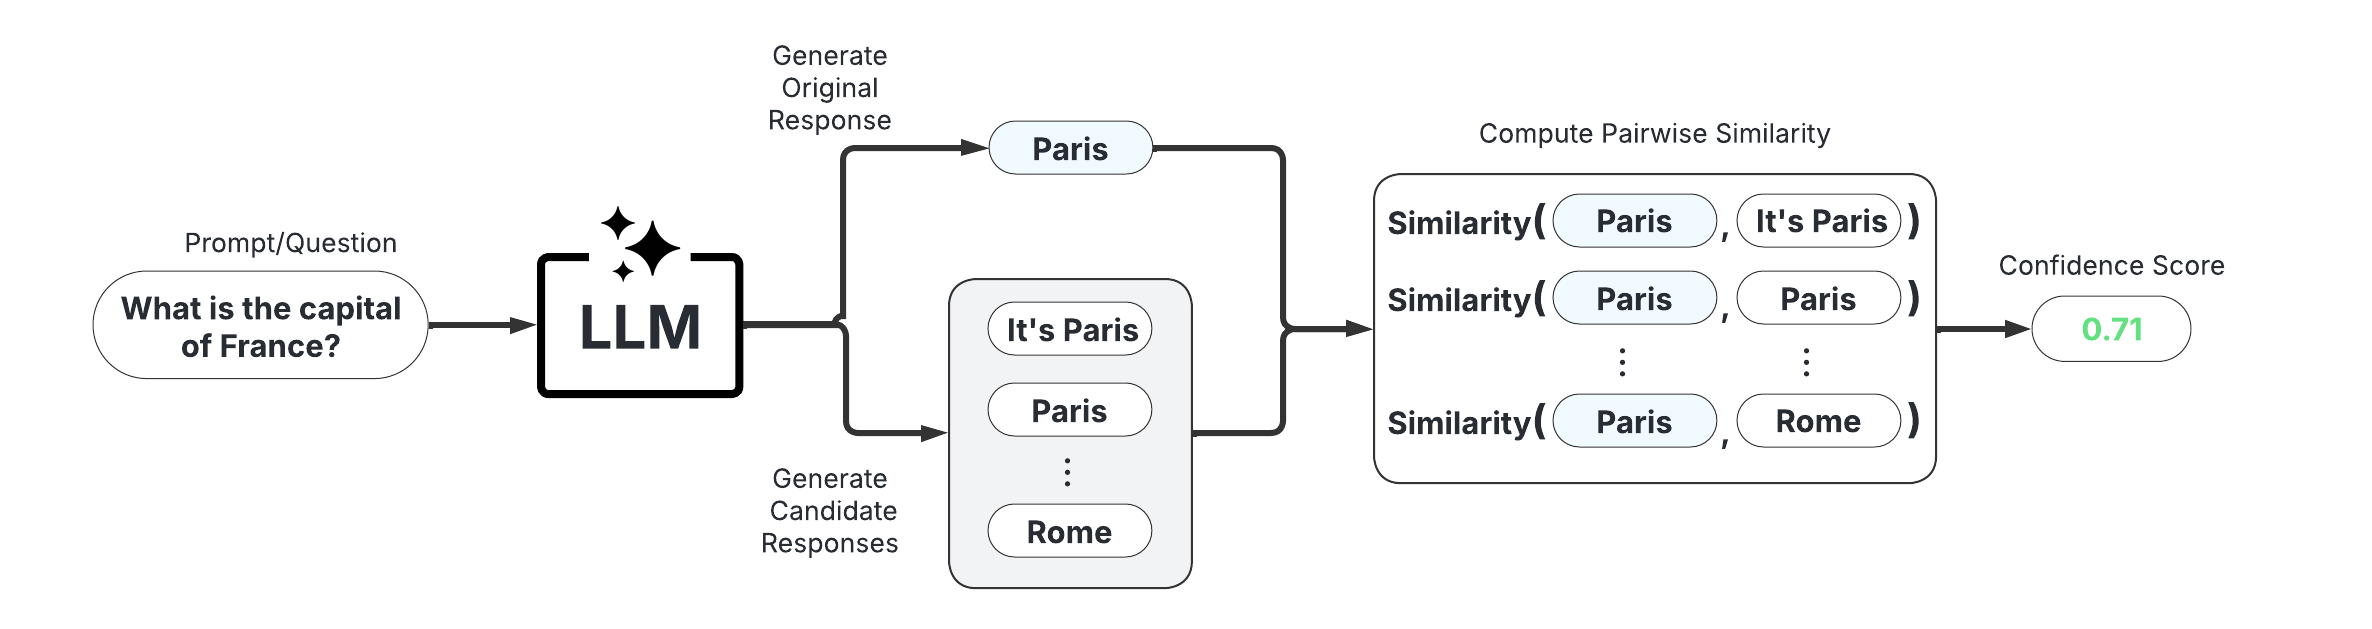 Prompt/Question
What is the capital
of France?
LLM
Generate
Original
Response
Paris
Generate
Candidate
Responses
It's Paris
Paris
⋮
Rome
Compute Pairwise Similarity
Similarity( Paris , It's Paris )
Similarity( Paris , Paris )
⋮ ⋮
Similarity( Paris , Rome )
Confidence Score
0.71